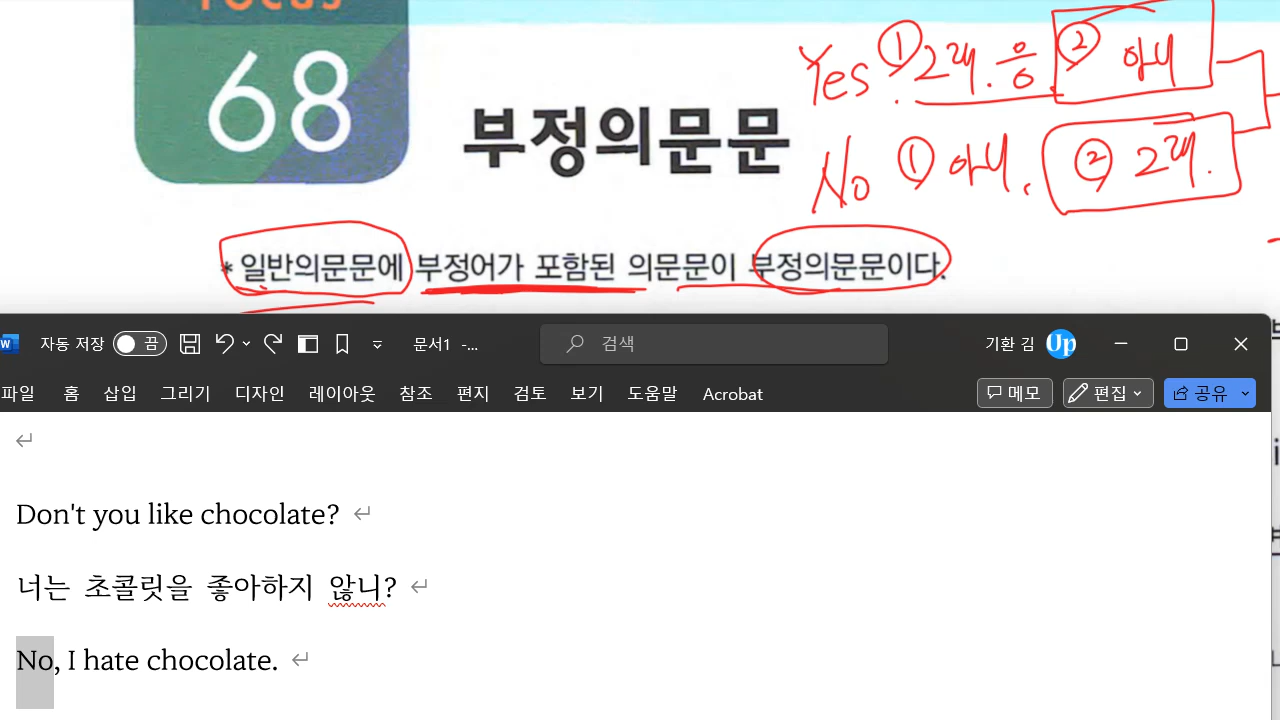 FOCUS
68
부정의문문
Yes ① 그래. 응 ② 아니
No ① 아니. ② 그래.
* 일반의문문에 부정어가 포함된 의문문이 부정의문문이다.
자동 저장 끔 문서1 -... 검색 기환 김 Up
파일 홈 삽입 그리기 디자인 레이아웃 참조 편지 검토 보기 도움말 Acrobat 메모 편집 공유
Don't you like chocolate?
너는 초콜릿을 좋아하지 않니?
No, I hate chocolate.